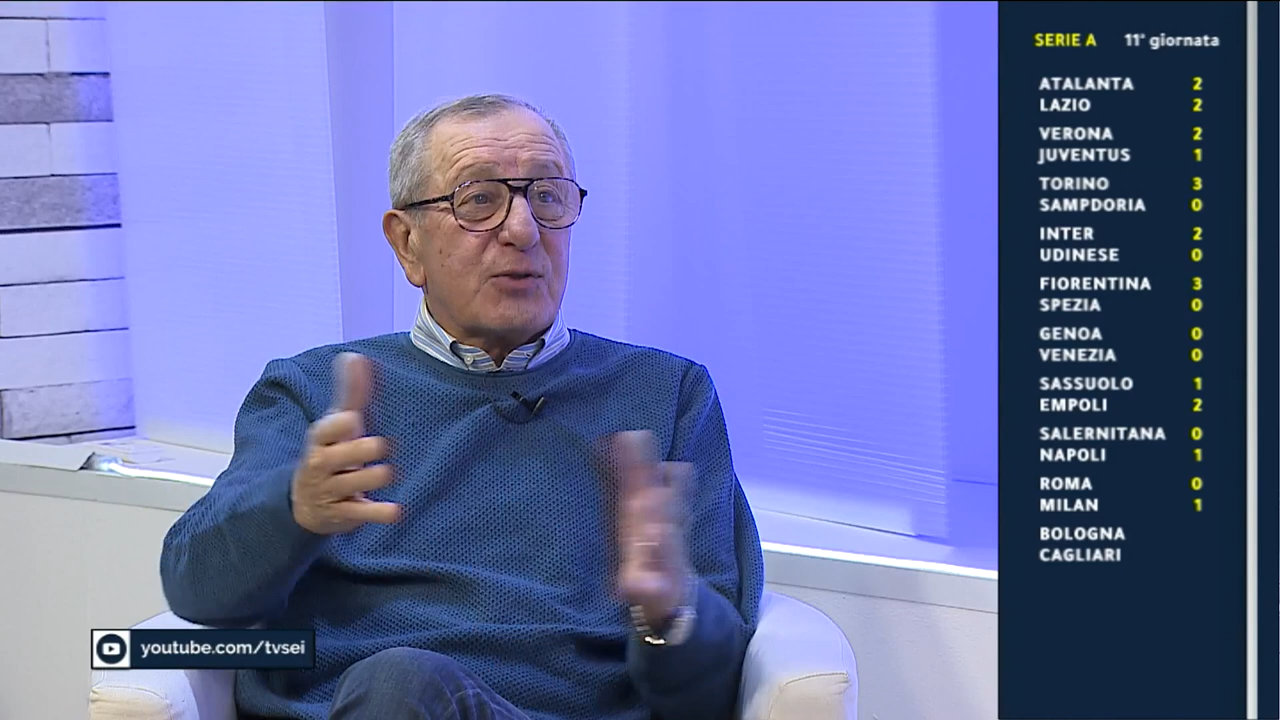 SERIE A 11° giornata
ATALANTA 2
LAZIO 2
VERONA 2
JUVENTUS 1
TORINO 3
SAMPDORIA 0
INTER 2
UDINESE 0
FIORENTINA 3
SPEZIA 0
GENOA 0
VENEZIA 0
SASSUOLO 1
EMPOLI 2
SALERNITANA 0
NAPOLI 1
ROMA 0
MILAN 1
BOLOGNA
CAGLIARI
youtube.com/tvsei